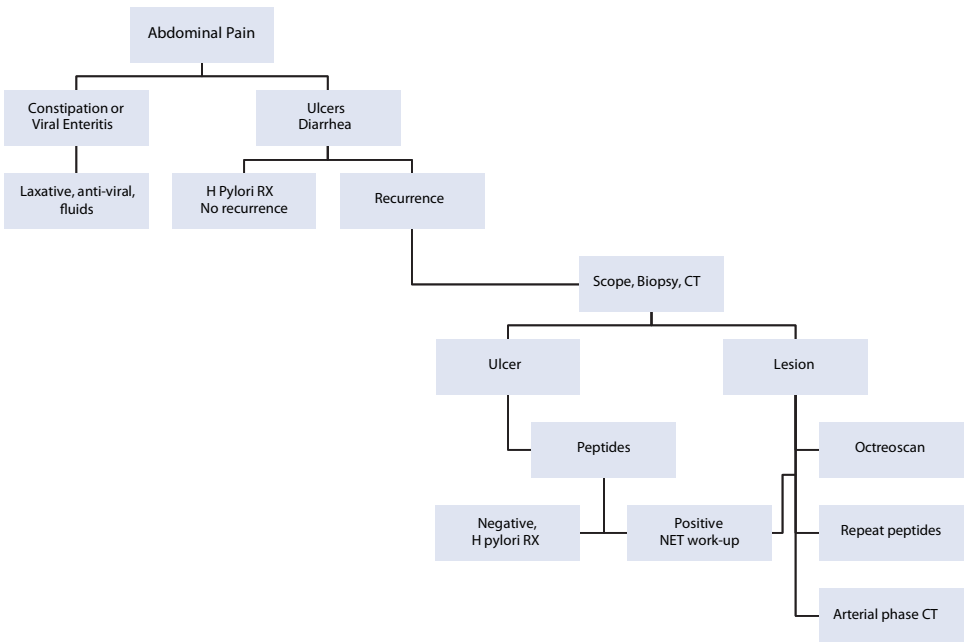 Abdominal Pain
Constipation or
Viral Enteritis
Ulcers
Diarrhea
Laxative, anti-viral,
fluids
H Pylori RX
No recurrence
Recurrence
Scope, Biopsy, CT
Ulcer
Lesion
Peptides
Octreoscan
Negative,
H pylori RX
Positive
NET work-up
Repeat peptides
Arterial phase CT